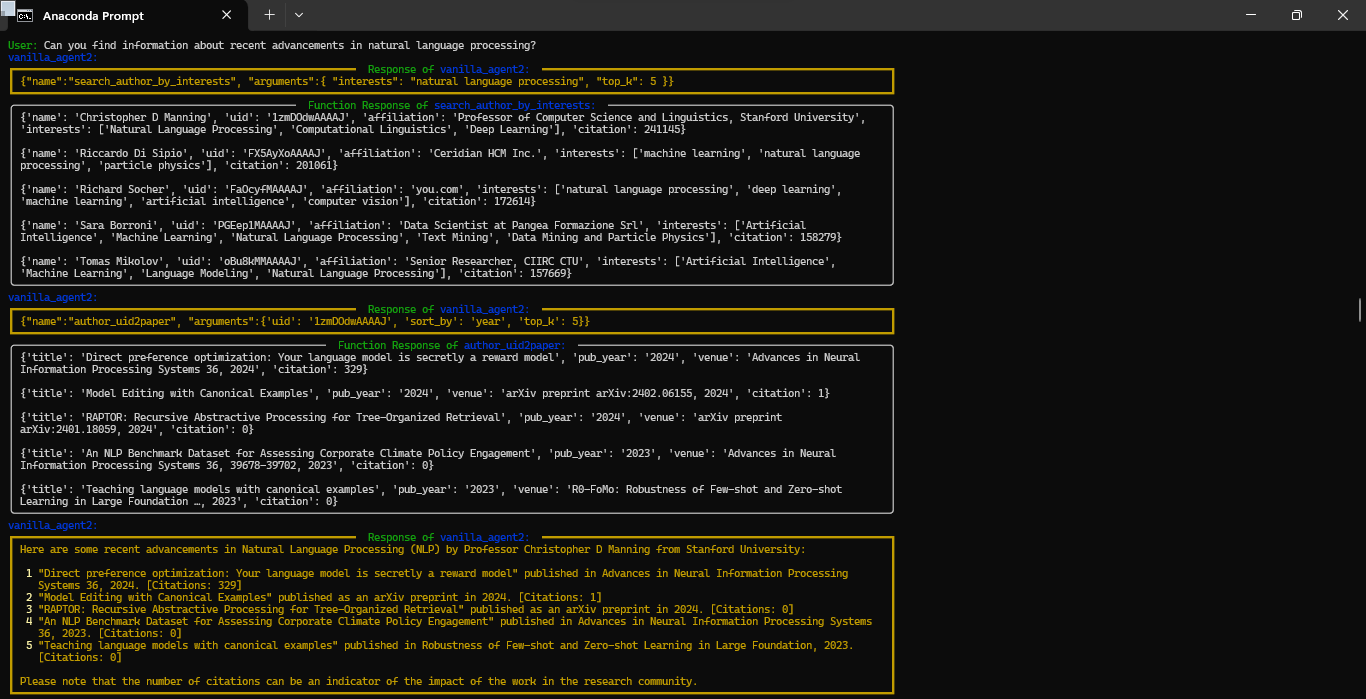 Anaconda Prompt
User: Can you find information about recent advancements in natural language processing?
vanilla_agent2:
Response of vanilla_agent2:
{"name":"search_author_by_interests", "arguments":{ "interests": "natural language processing", "top_k": 5 }}
Function Response of search_author_by_interests:
{'name': 'Christopher D Manning', 'uid': '1zmDOdwAAAAJ', 'affiliation': 'Professor of Computer Science and Linguistics, Stanford University',
'interests': ['Natural Language Processing', 'Computational Linguistics', 'Deep Learning'], 'citation': 241145}
{'name': 'Riccardo Di Sipio', 'uid': 'FX5AyXoAAAAJ', 'affiliation': 'Ceridian HCM Inc.', 'interests': ['machine learning', 'natural language
processing', 'particle physics'], 'citation': 201061}
{'name': 'Richard Socher', 'uid': 'FaOcyfMAAAAJ', 'affiliation': 'you.com', 'interests': ['natural language processing', 'deep learning',
'machine learning', 'artificial intelligence', 'computer vision'], 'citation': 172614}
{'name': 'Sara Borroni', 'uid': 'PGEep1MAAAAJ', 'affiliation': 'Data Scientist at Pangea Formazione Srl', 'interests': ['Artificial
Intelligence', 'Machine Learning', 'Natural Language Processing', 'Text Mining', 'Data Mining and Particle Physics'], 'citation': 158279}
{'name': 'Tomas Mikolov', 'uid': 'oBu8kMMAAAAJ', 'affiliation': 'Senior Researcher, CIIRC CTU', 'interests': ['Artificial Intelligence',
'Machine Learning', 'Language Modeling', 'Natural Language Processing'], 'citation': 157669}
vanilla_agent2:
Response of vanilla_agent2:
{"name":"author_uid2paper", "arguments":{'uid': '1zmDOdwAAAAJ', 'sort_by': 'year', 'top_k': 5}}
Function Response of author_uid2paper:
{'title': 'Direct preference optimization: Your language model is secretly a reward model', 'pub_year': '2024', 'venue': 'Advances in Neural
Information Processing Systems 36, 2024', 'citation': 329}
{'title': 'Model Editing with Canonical Examples', 'pub_year': '2024', 'venue': 'arXiv preprint arXiv:2402.06155, 2024', 'citation': 1}
{'title': 'RAPTOR: Recursive Abstractive Processing for Tree-Organized Retrieval', 'pub_year': '2024', 'venue': 'arXiv preprint
arXiv:2401.18059, 2024', 'citation': 0}
{'title': 'An NLP Benchmark Dataset for Assessing Corporate Climate Policy Engagement', 'pub_year': '2023', 'venue': 'Advances in Neural
Information Processing Systems 36, 39678-39702, 2023', 'citation': 0}
{'title': 'Teaching language models with canonical examples', 'pub_year': '2023', 'venue': 'R0-FoMo: Robustness of Few-shot and Zero-shot
Learning in Large Foundation …, 2023', 'citation': 0}
vanilla_agent2:
Response of vanilla_agent2:
Here are some recent advancements in Natural Language Processing (NLP) by Professor Christopher D Manning from Stanford University:
1 "Direct preference optimization: Your language model is secretly a reward model" published in Advances in Neural Information Processing
Systems 36, 2024. [Citations: 329]
2 "Model Editing with Canonical Examples" published as an arXiv preprint in 2024. [Citations: 1]
3 "RAPTOR: Recursive Abstractive Processing for Tree-Organized Retrieval" published as an arXiv preprint in 2024. [Citations: 0]
4 "An NLP Benchmark Dataset for Assessing Corporate Climate Policy Engagement" published in Advances in Neural Information Processing Systems
36, 2023. [Citations: 0]
5 "Teaching language models with canonical examples" published in Robustness of Few-shot and Zero-shot Learning in Large Foundation, 2023.
[Citations: 0]
Please note that the number of citations can be an indicator of the impact of the work in the research community.